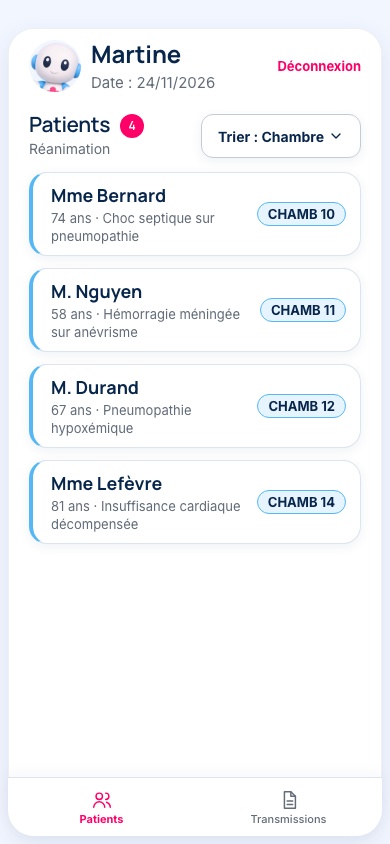 Martine
Déconnexion
Date : 24/11/2026
Patients 4
Trier : Chambre
Réanimation
Mme Bernard
74 ans · Choc septique sur
pneumopathie
CHAMB 10
M. Nguyen
58 ans · Hémorragie méningée
sur anévrisme
CHAMB 11
M. Durand
67 ans · Pneumopathie
hypoxémique
CHAMB 12
Mme Lefèvre
81 ans · Insuffisance cardiaque
décompensée
CHAMB 14
Patients
Transmissions